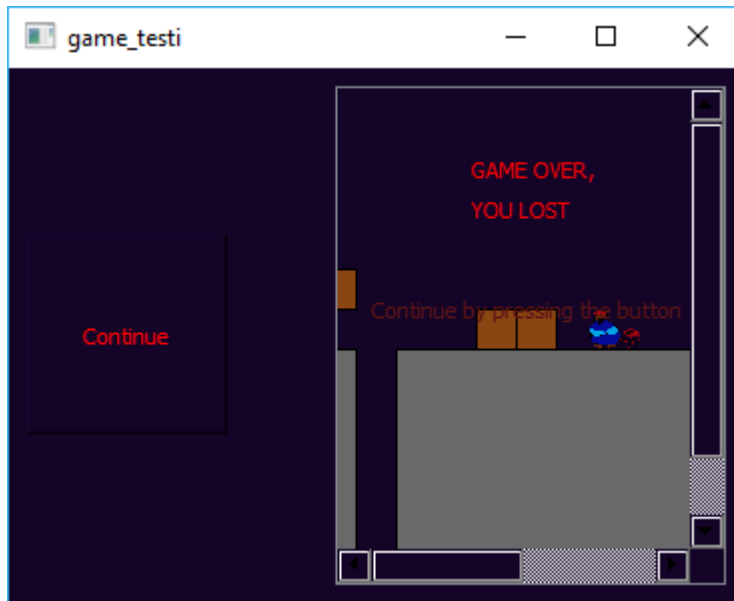 game_testi
GAME OVER,
YOU LOST
Continue by pressing the button
Continue